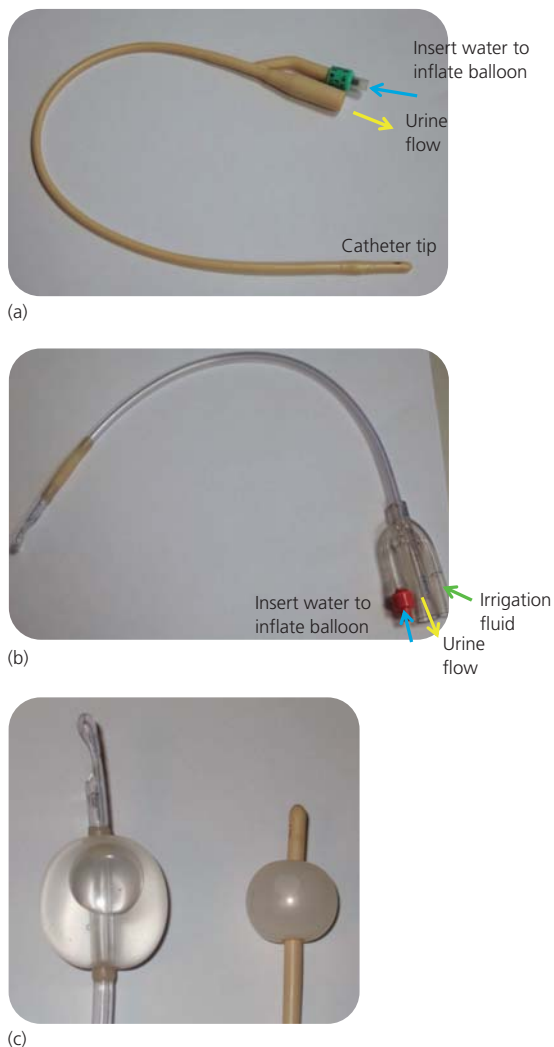 Insert water to
inflate balloon
Urine
flow
Catheter tip
(a)
Insert water to
inflate balloon
Irrigation
fluid
Urine
flow
(b)
(c)